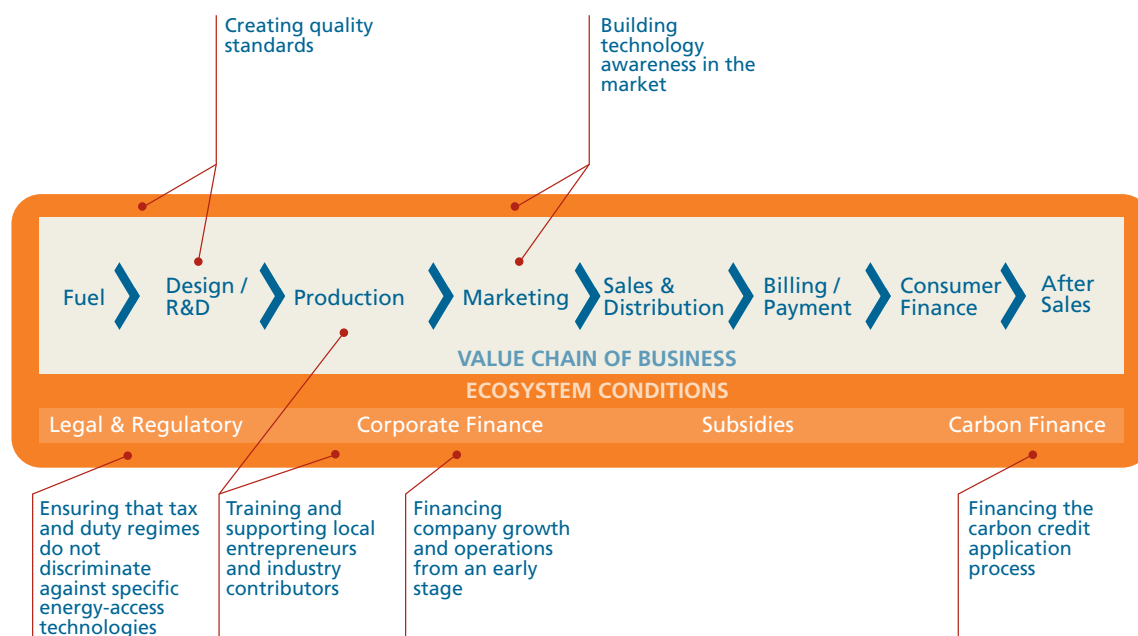 Creating quality
standards
Building
technology
awareness in the
market
Fuel
Design /
R&D
Production
Marketing
Sales &
Distribution
Billing /
Payment
Consumer
Finance
After
Sales
VALUE CHAIN OF BUSINESS
ECOSYSTEM CONDITIONS
Legal & Regulatory
Corporate Finance
Subsidies
Carbon Finance
Ensuring that tax
and duty regimes
do not
discriminate
against specific
energy-access
technologies
Training and
supporting local
entrepreneurs
and industry
contributors
Financing
company growth
and operations
from an early
stage
Financing the
carbon credit
application
process